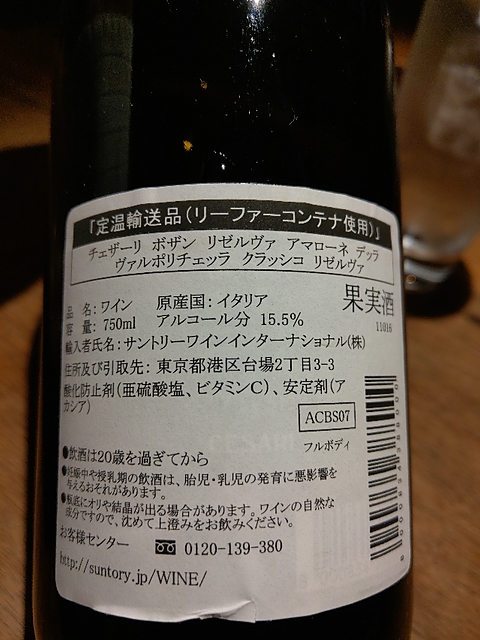 「定温輸送品(リーファーコンテナ使用)」
チェザーリ ボザン リゼルヴァ アマローネ デッラ
ヴァルポリチェッラ クラッシコ リゼルヴァ
品 名: ワイン 原産国: イタリア
果実酒
容 量: 750ml アルコール分 15.5%
11016
輸入者氏名: サントリーワインインターナショナル(株)
住所及び引取先: 東京都港区台場2丁目3-3
酸化防止剤(亜硫酸塩、ビタミンC)、安定剤(ア
カシア)
ACBS07
フルボディ
●飲酒は20歳を過ぎてから
●妊娠中や授乳期の飲酒は、胎児・乳児の発育に悪影響を
与えるおそれがあります。
●瓶底にオリや結晶が出る場合があります。ワインの自然な
成分ですので、沈めて上澄みをお飲みください。
お客様センター 0120-139-380
http://suntory.jp/WINE/